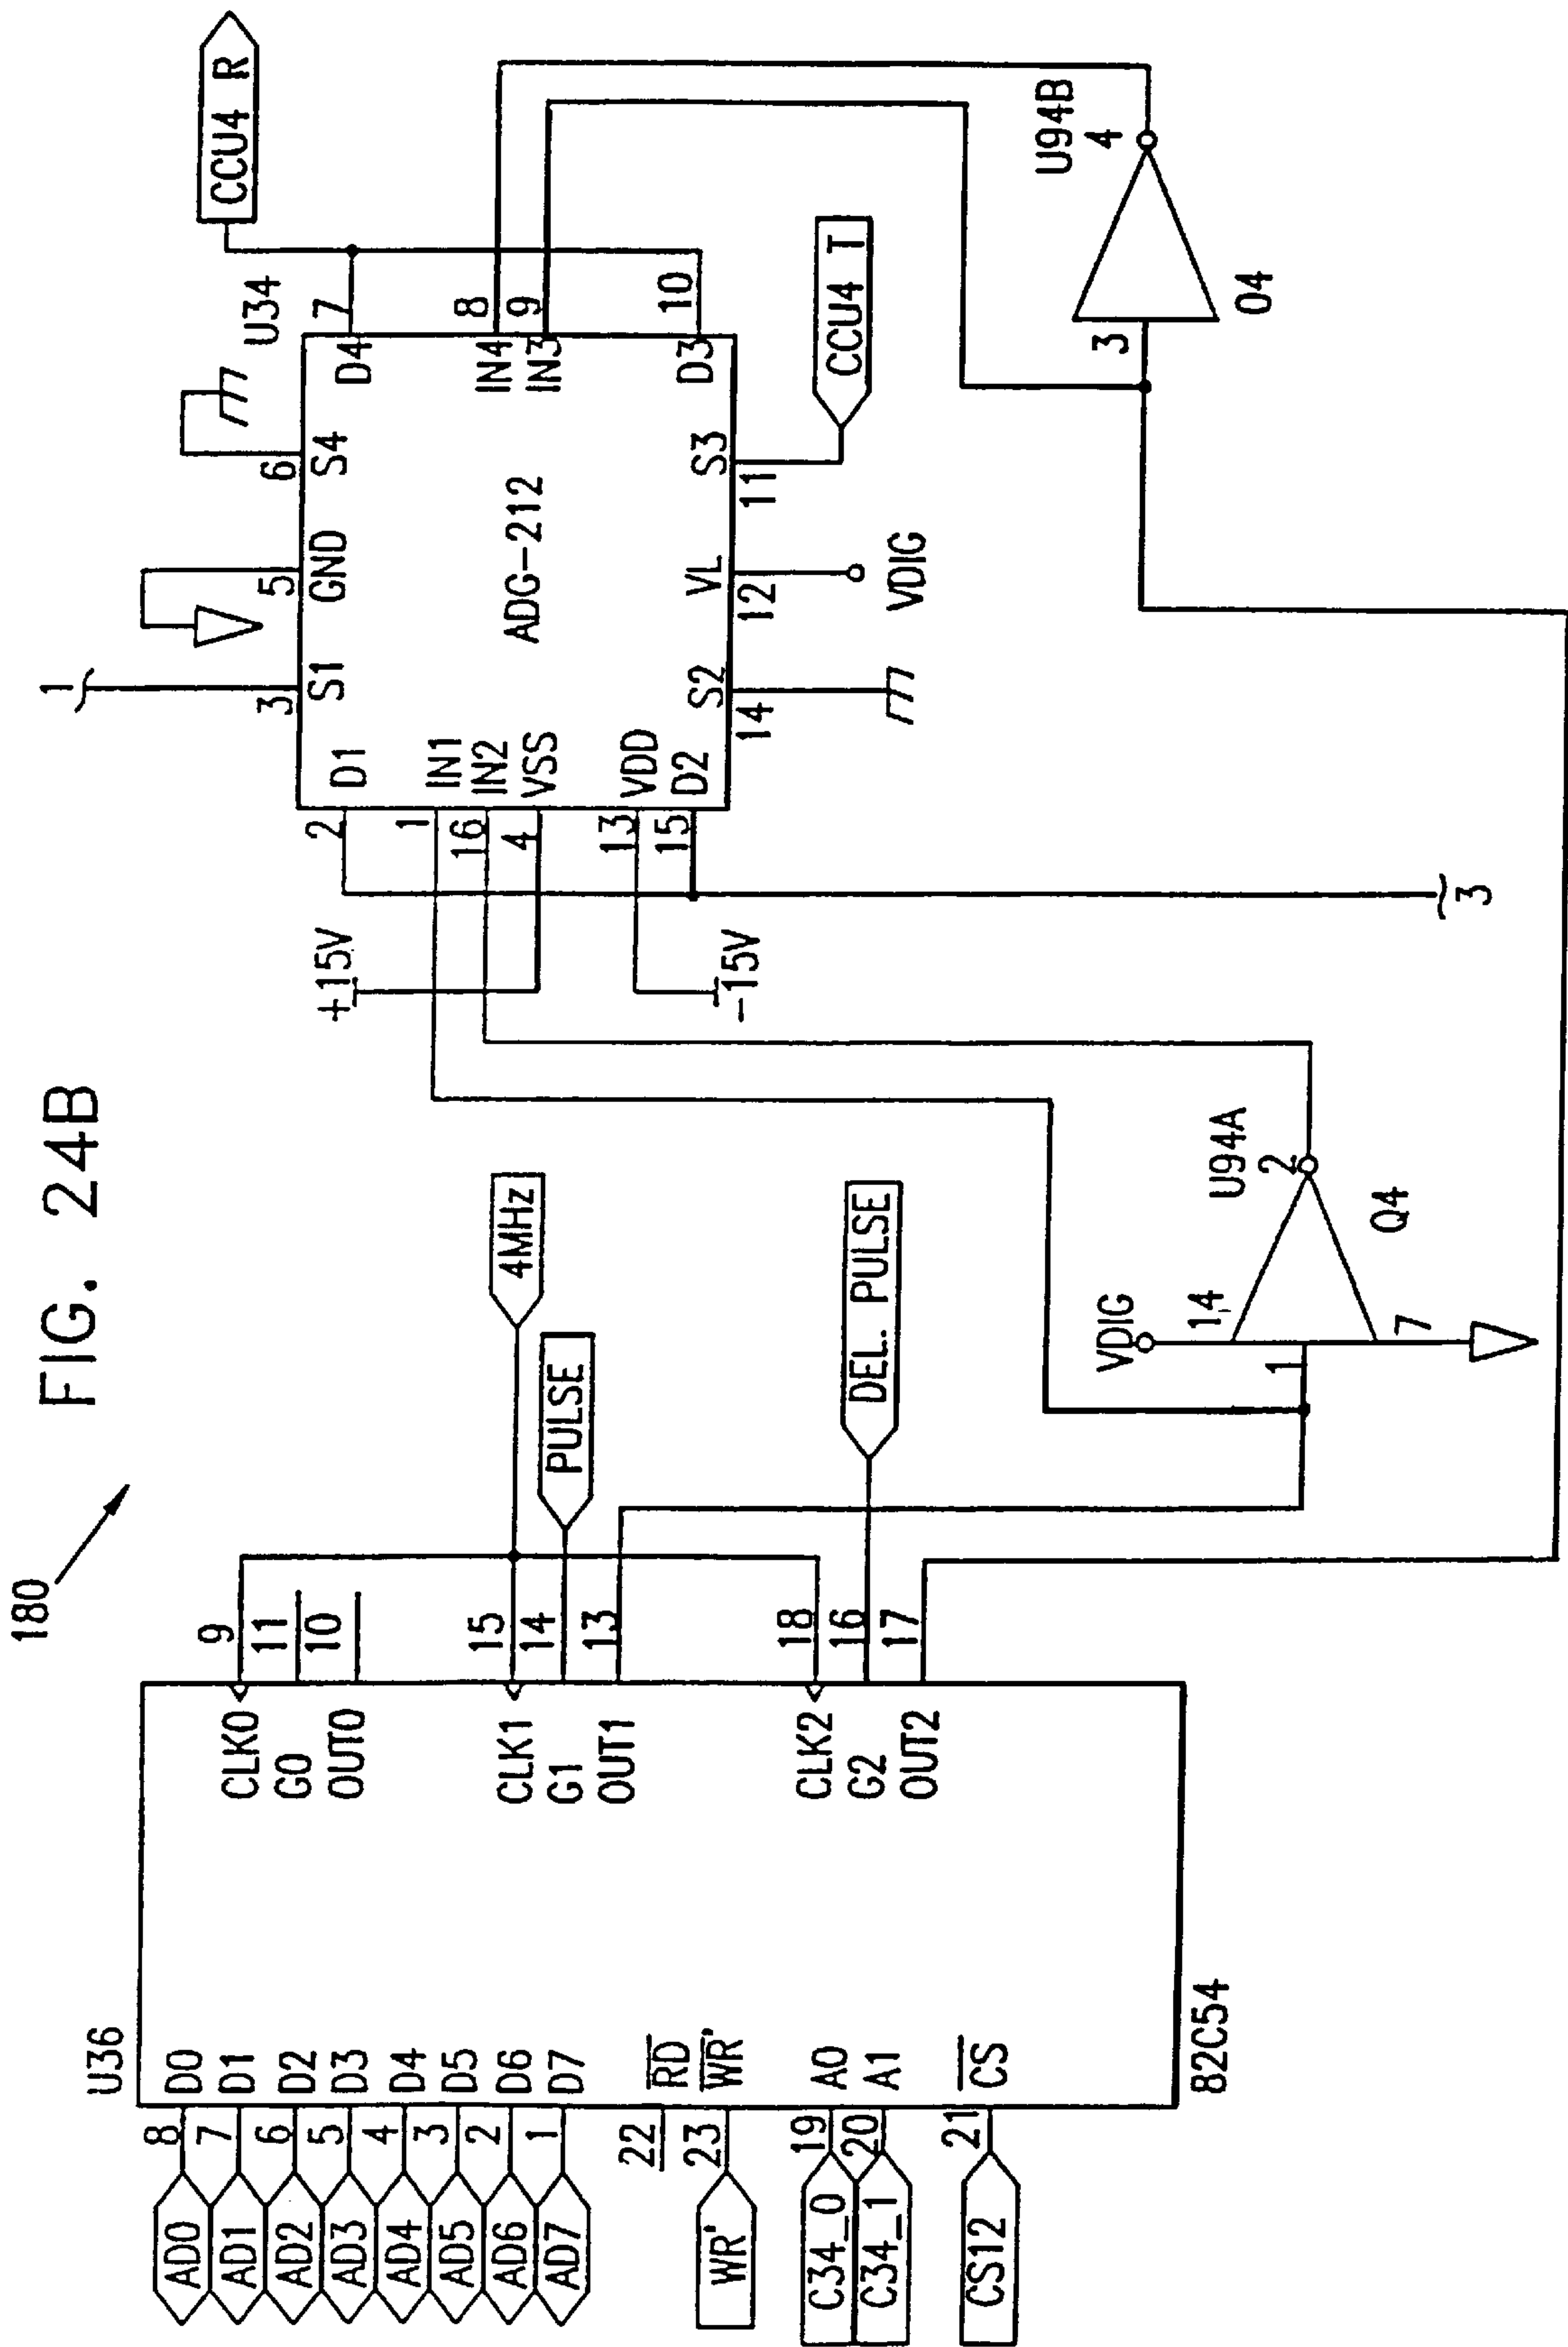 FIG. 24B
180
U36
AD0 8 D0
AD1 7 D1
AD2 6 D2
AD3 5 D3
AD4 4 D4
AD5 3 D5
AD6 2 D6
AD7 1 D7
22 RD
WR' 23 WR'
C34_0 19 A0
C34_1 20 A1
CS12 21 CS
82C54
CLK0 9
G0 11
OUT0 10
CLK1 15
G1 14
OUT1 13
CLK2 18
G2 16
OUT2 17
4MHz
PULSE
DEL. PULSE
VDIG
14
1
7
U94A
2
Q4
+15V
-15V
3
1
U34
ADG-212
2 D1
1 IN1
16 IN2
4 VSS
13 VDD
15 D2
3 S1
5 GND
6 S4
D4 7
IN4 8
IN3 9
D3 10
14 S2
12 VL
11 S3
VDIG
CCU4 R
CCU4 T
U94B
3
4
04